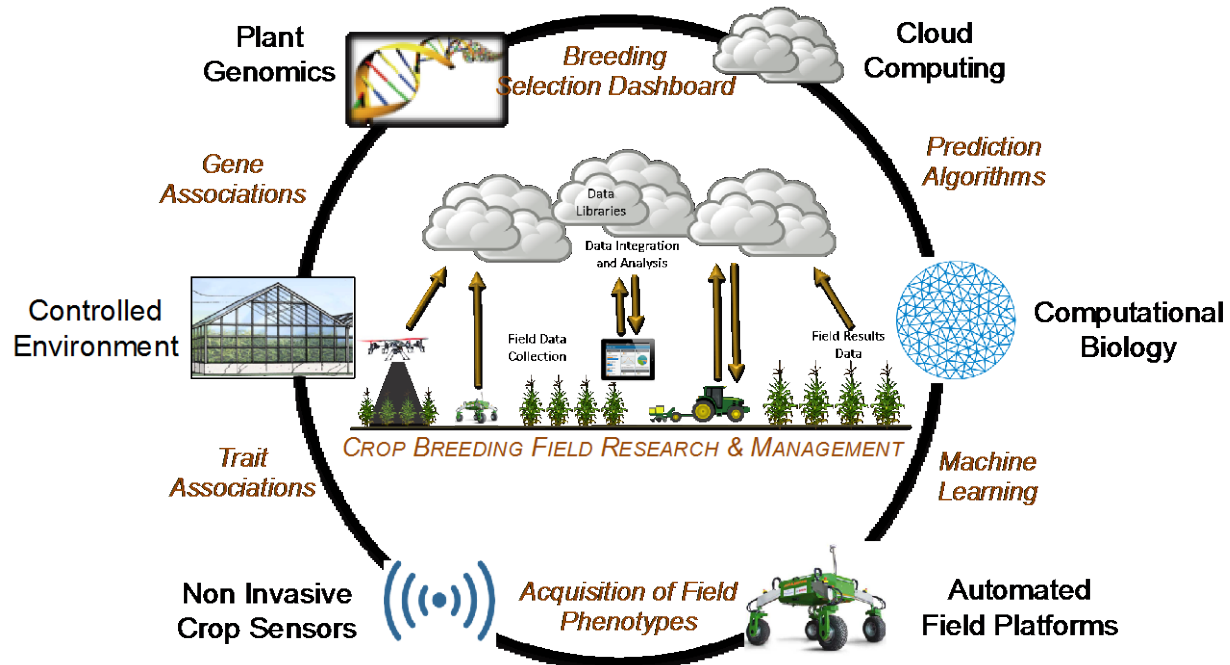 Plant
Genomics
Breeding
Selection Dashboard
Cloud
Computing
Gene
Associations
Prediction
Algorithms
Data
Libraries
Data Integration
and Analysis
Controlled
Environment
Field Data
Collection
Field Results
Data
Computational
Biology
CROP BREEDING FIELD RESEARCH & MANAGEMENT
Trait
Associations
Machine
Learning
Non Invasive
Crop Sensors
Acquisition of Field
Phenotypes
Automated
Field Platforms